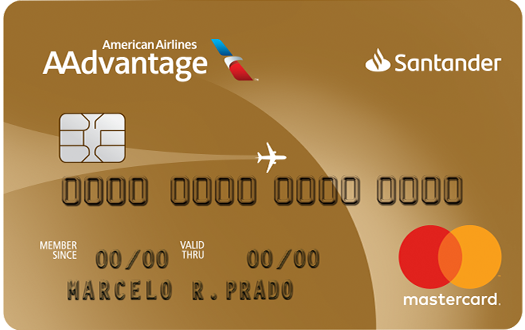 American Airlines
AAdvantage
Santander
0000 0000 0000 0000
MEMBER SINCE 00/00 VALID THRU 00/00
MARCELO R. PRADO
mastercard.